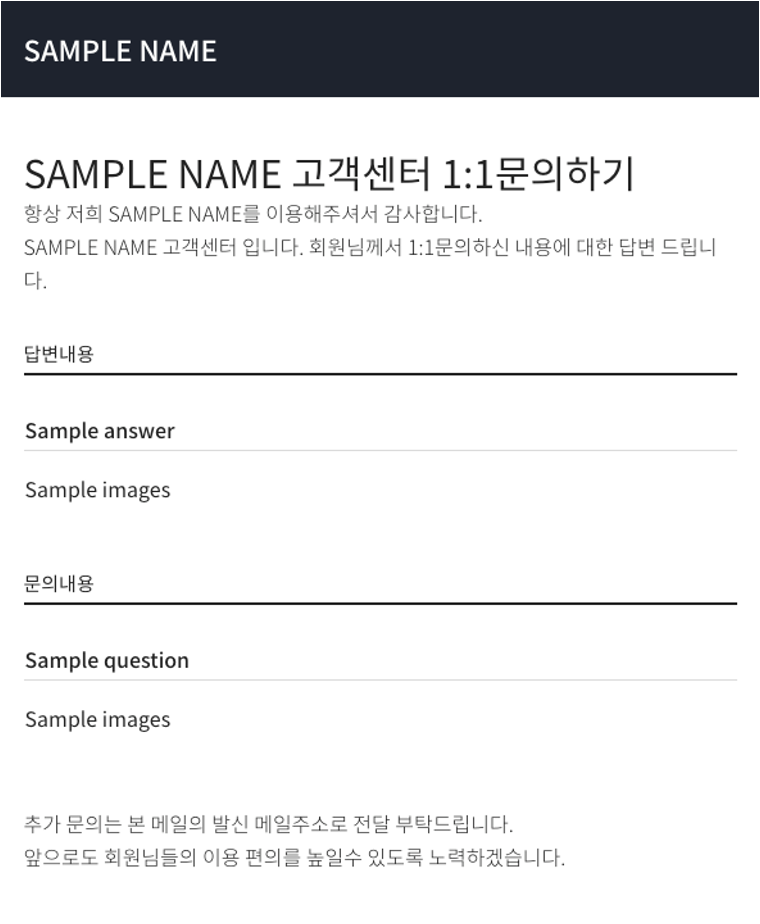 SAMPLE NAME
SAMPLE NAME 고객센터 1:1문의하기
항상 저희 SAMPLE NAME를 이용해주셔서 감사합니다.
SAMPLE NAME 고객센터 입니다. 회원님께서 1:1문의하신 내용에 대한 답변 드립니
다.
답변내용
Sample answer
Sample images
문의내용
Sample question
Sample images
추가 문의는 본 메일의 발신 메일주소로 전달 부탁드립니다.
앞으로도 회원님들의 이용 편의를 높일수 있도록 노력하겠습니다.